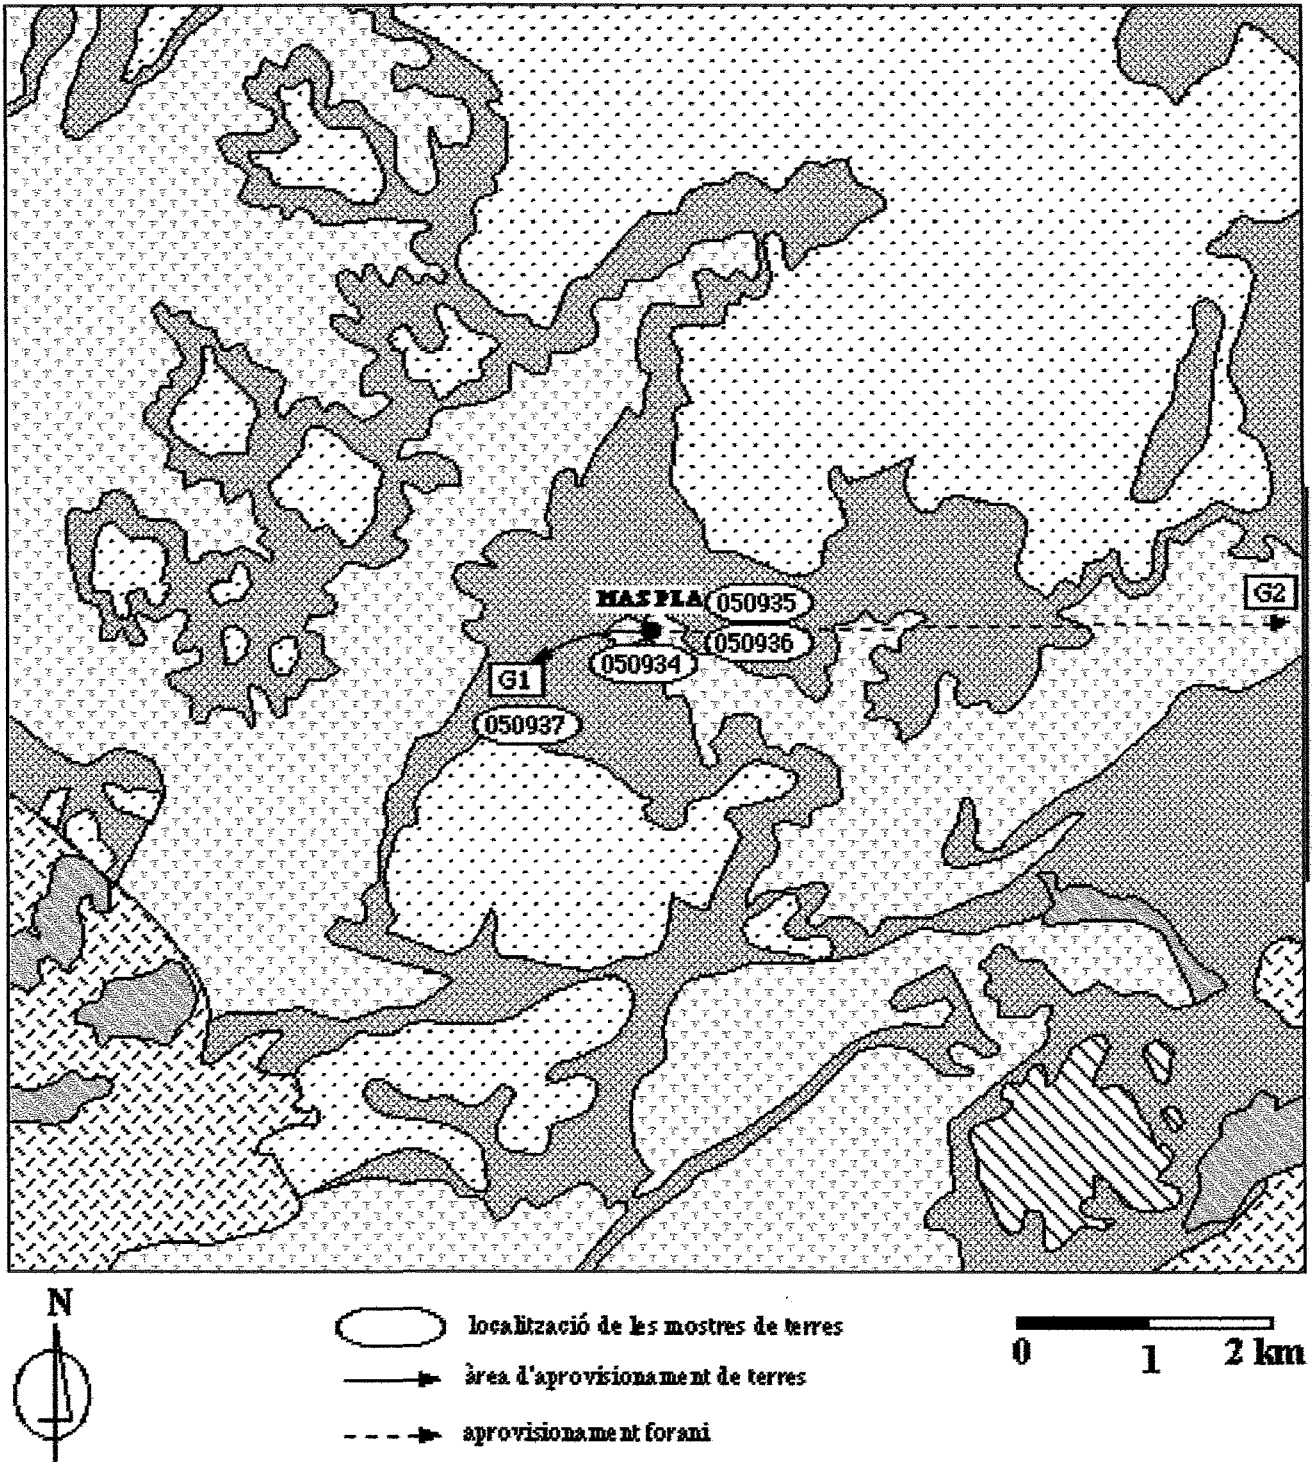 G2
MAS PLA 050935
050936
050934
G1
050937
N
localització de les mostres de terres
àrea d'aprovisionament de terres
aprovisionament forani
0 1 2 km